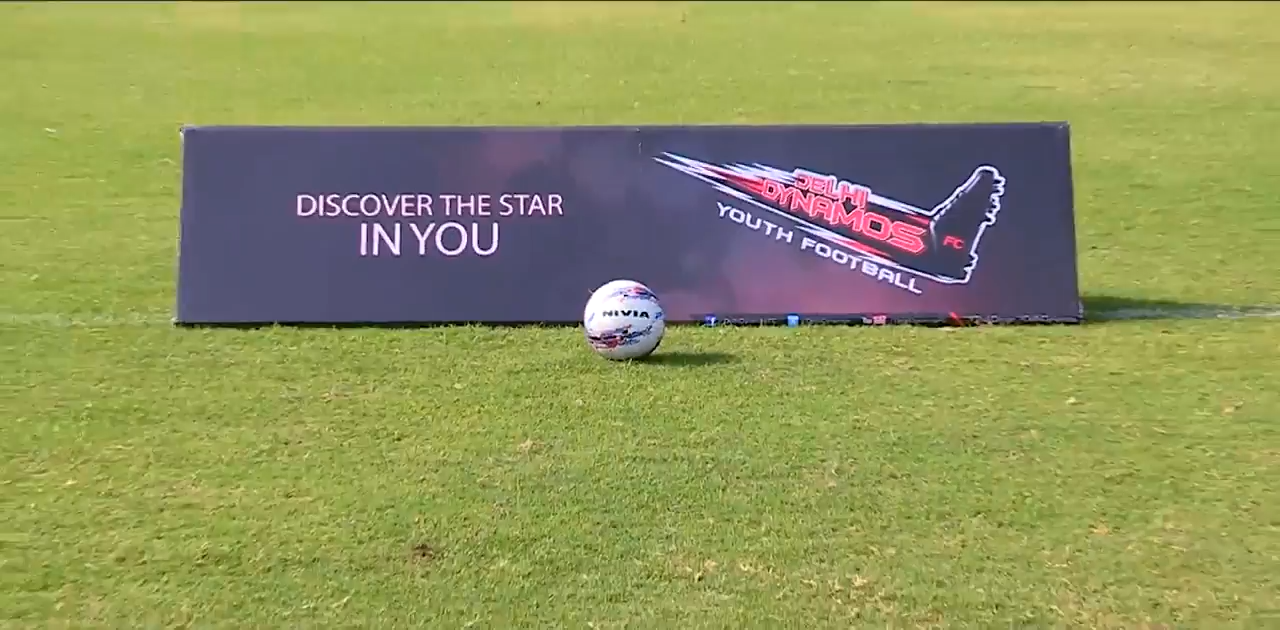 DISCOVER THE STAR
IN YOU
DELHI
DYNAMOS
FC
YOUTH FOOTBALL
NIVIA